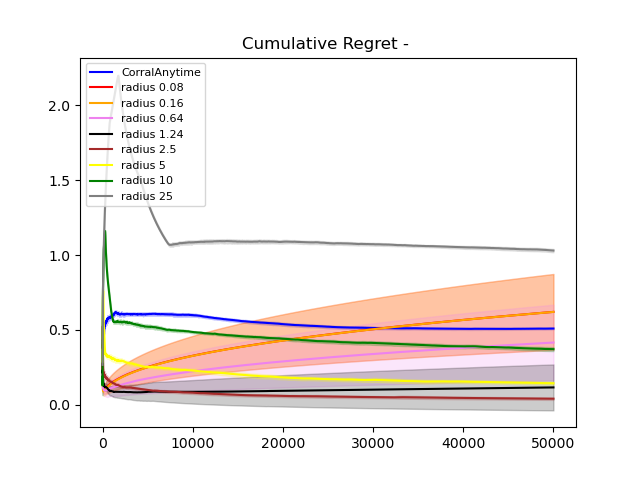 Cumulative Regret -
CorralAnytime
radius 0.08
radius 0.16
radius 0.64
radius 1.24
radius 2.5
radius 5
radius 10
radius 25
2.0
1.5
1.0
0.5
0.0
0 10000 20000 30000 40000 50000